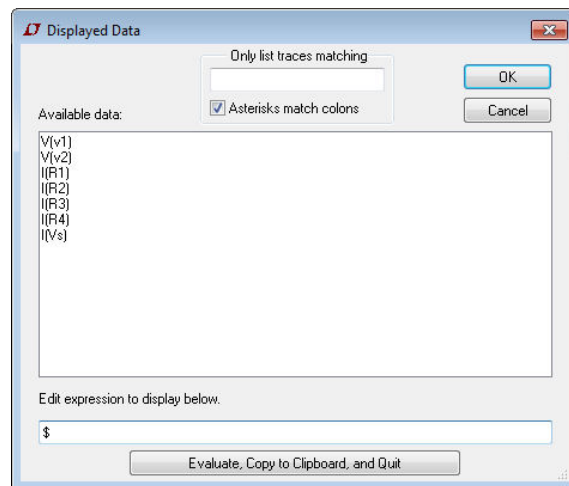 Displayed Data
Only list traces matching
OK
Asterisks match colons
Cancel
Available data:
V(v1)
V(v2)
I(R1)
I(R2)
I(R3)
I(R4)
I(Vs)
Edit expression to display below.
$
Evaluate, Copy to Clipboard, and Quit